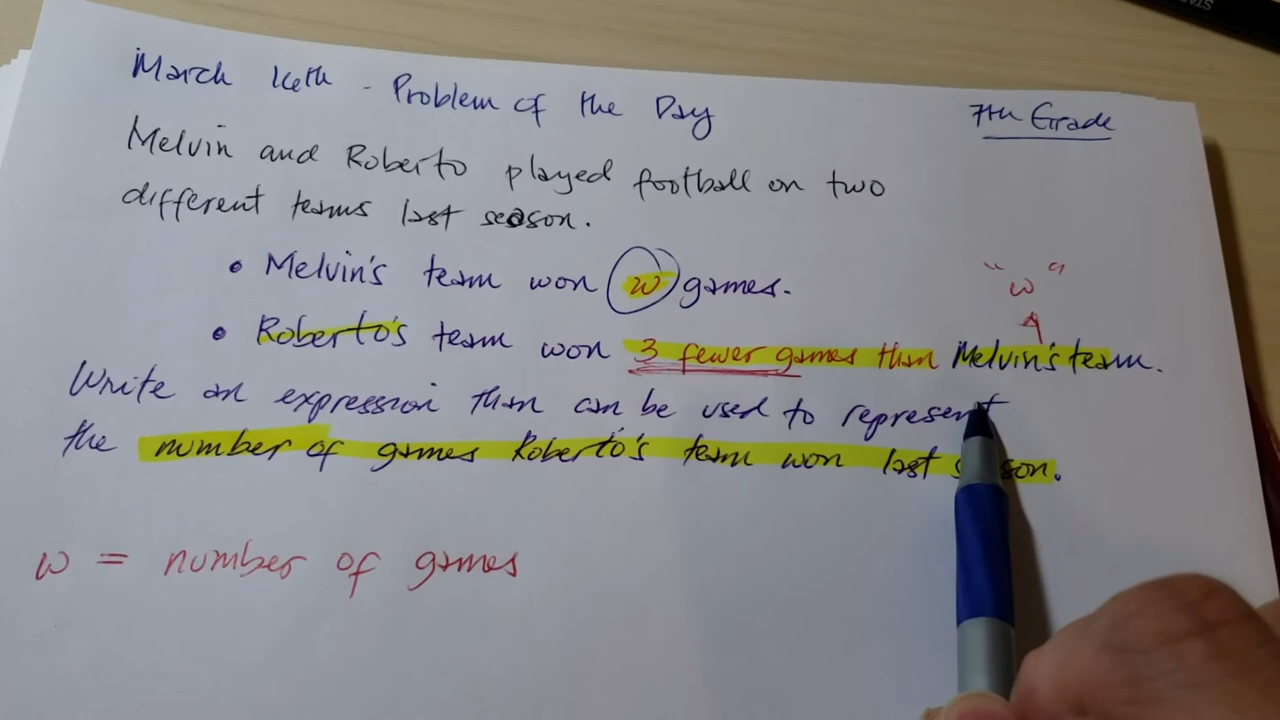 March 16th - Problem of the Day
7th Grade
Melvin and Roberto played football on two
different teams last season.
• Melvin's team won w games.
"w"
• Roberto's team won 3 fewer games than Melvin's team.
Write an expression than can be used to represent
the number of games Roberto's team won last season.
w = number of games